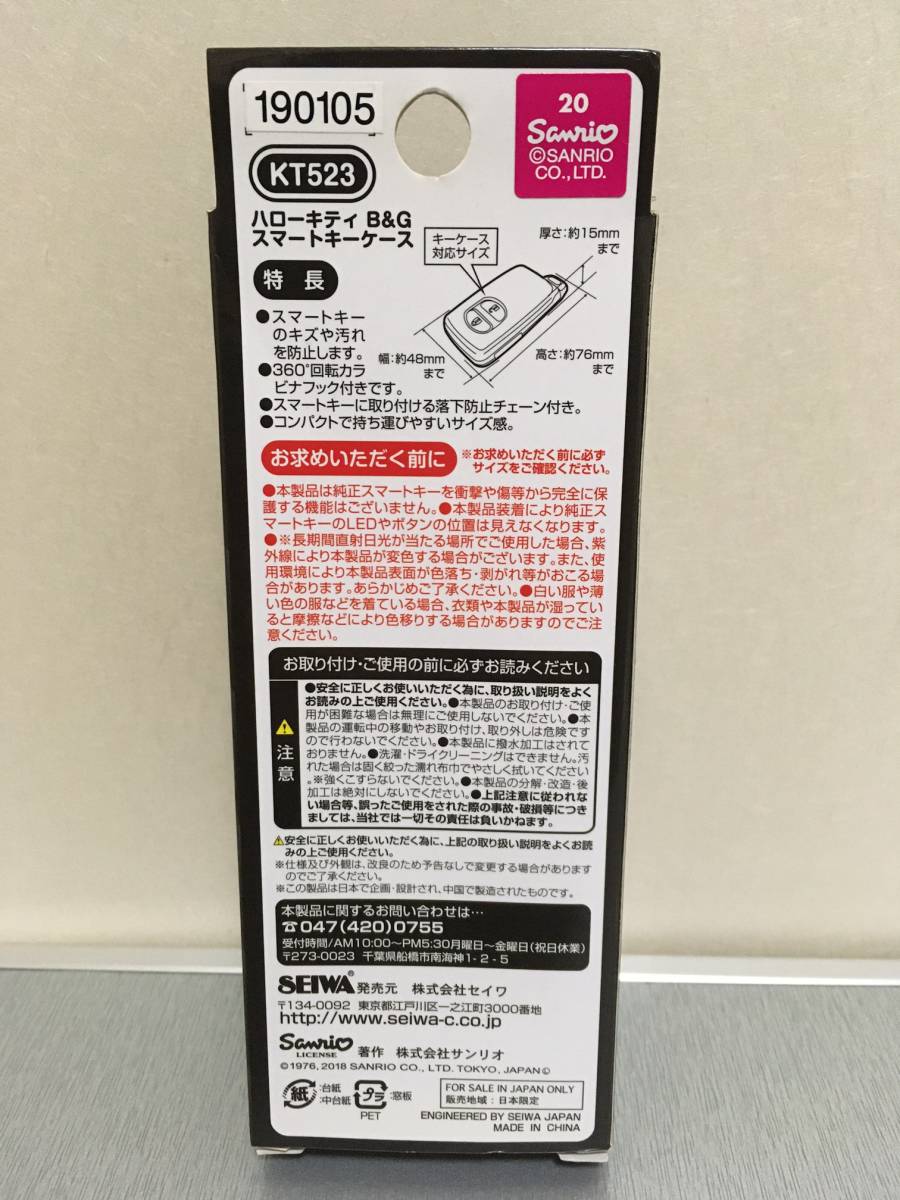 190105
20
Sanrio
©SANRIO
CO.,LTD.
KT523
ハローキティ B&G
スマートキーケース
キーケース
対応サイズ
厚さ:約15mm
まで
特 長
●スマートキー
のキズや汚れ
を防止します。
幅:約48mm
まで
高さ:約76mm
まで
●360°回転カラ
ビナフック付きです。
●スマートキーに取り付ける落下防止チェーン付き。
●コンパクトで持ち運びやすいサイズ感。
お求めいただく前に
※お求めいただく前に必ず
サイズをご確認ください。
●本製品は純正スマートキーを衝撃や傷等から完全に保
護する機能はございません。●本製品装着により純正ス
マートキーのLEDやボタンの位置は見えなくなります。
●※長期間直射日光が当たる場所でご使用した場合、紫
外線により本製品が変色する場合がございます。また、使
用環境により本製品表面が色落ち・剥がれ等がおこる場
合があります。あらかじめご了承ください。●白い服や薄
い色の服などを着ている場合、衣類や本製品が湿ってい
ると摩擦などにより色移りする場合がありますのでご注
意ください。
お取り付け・ご使用の前に必ずお読みください
注意
●安全に正しくお使いいただく為に、取り扱い説明をよく
お読みの上ご使用ください。●本製品のお取り付け・ご使
用が困難な場合は無理にご使用しないでください。●本
製品の運転中の移動やお取り付け、取り外しは危険です
ので行わないでください。●本製品に撥水加工はされて
おりません。●洗濯・ドライクリーニングはできません。汚
れた場合は固く絞った濡れ布巾でやさしく拭いてください
。※強くこすらないでください。●本製品の分解・改造・後
加工は絶対にしないでください。●上記注意に従われな
い場合等、誤ったご使用をされた際の事故・破損等につき
ましては、当社では一切その責任は負いかねます。
⚠安全に正しくお使いいただく為に、上記の取り扱い説明をよくお読
みの上ご使用ください。
※仕様及び外観は、改良のため予告なしで変更する場合があります
のでご了承ください。
※この製品は日本で企画・設計され、中国で製造されたものです。
本製品に関するお問い合わせは…
☎047(420)0755
受付時間/AM10:00〜PM5:30月曜日〜金曜日(祝日休業)
〒273-0023 千葉県船橋市南海神1-2-5
SEIWA® 発売元 株式会社セイワ
〒134-0092 東京都江戸川区一之江町3000番地
http://www.seiwa-c.co.jp
Sanrio
LICENSE
著作 株式会社サンリオ
©1976, 2018 SANRIO CO., LTD. TOKYO, JAPAN©
紙 :台紙
:中台紙
プラ :窓板
PET
FOR SALE IN JAPAN ONLY
販売地域:日本限定
ENGINEERED BY SEIWA JAPAN
MADE IN CHINA